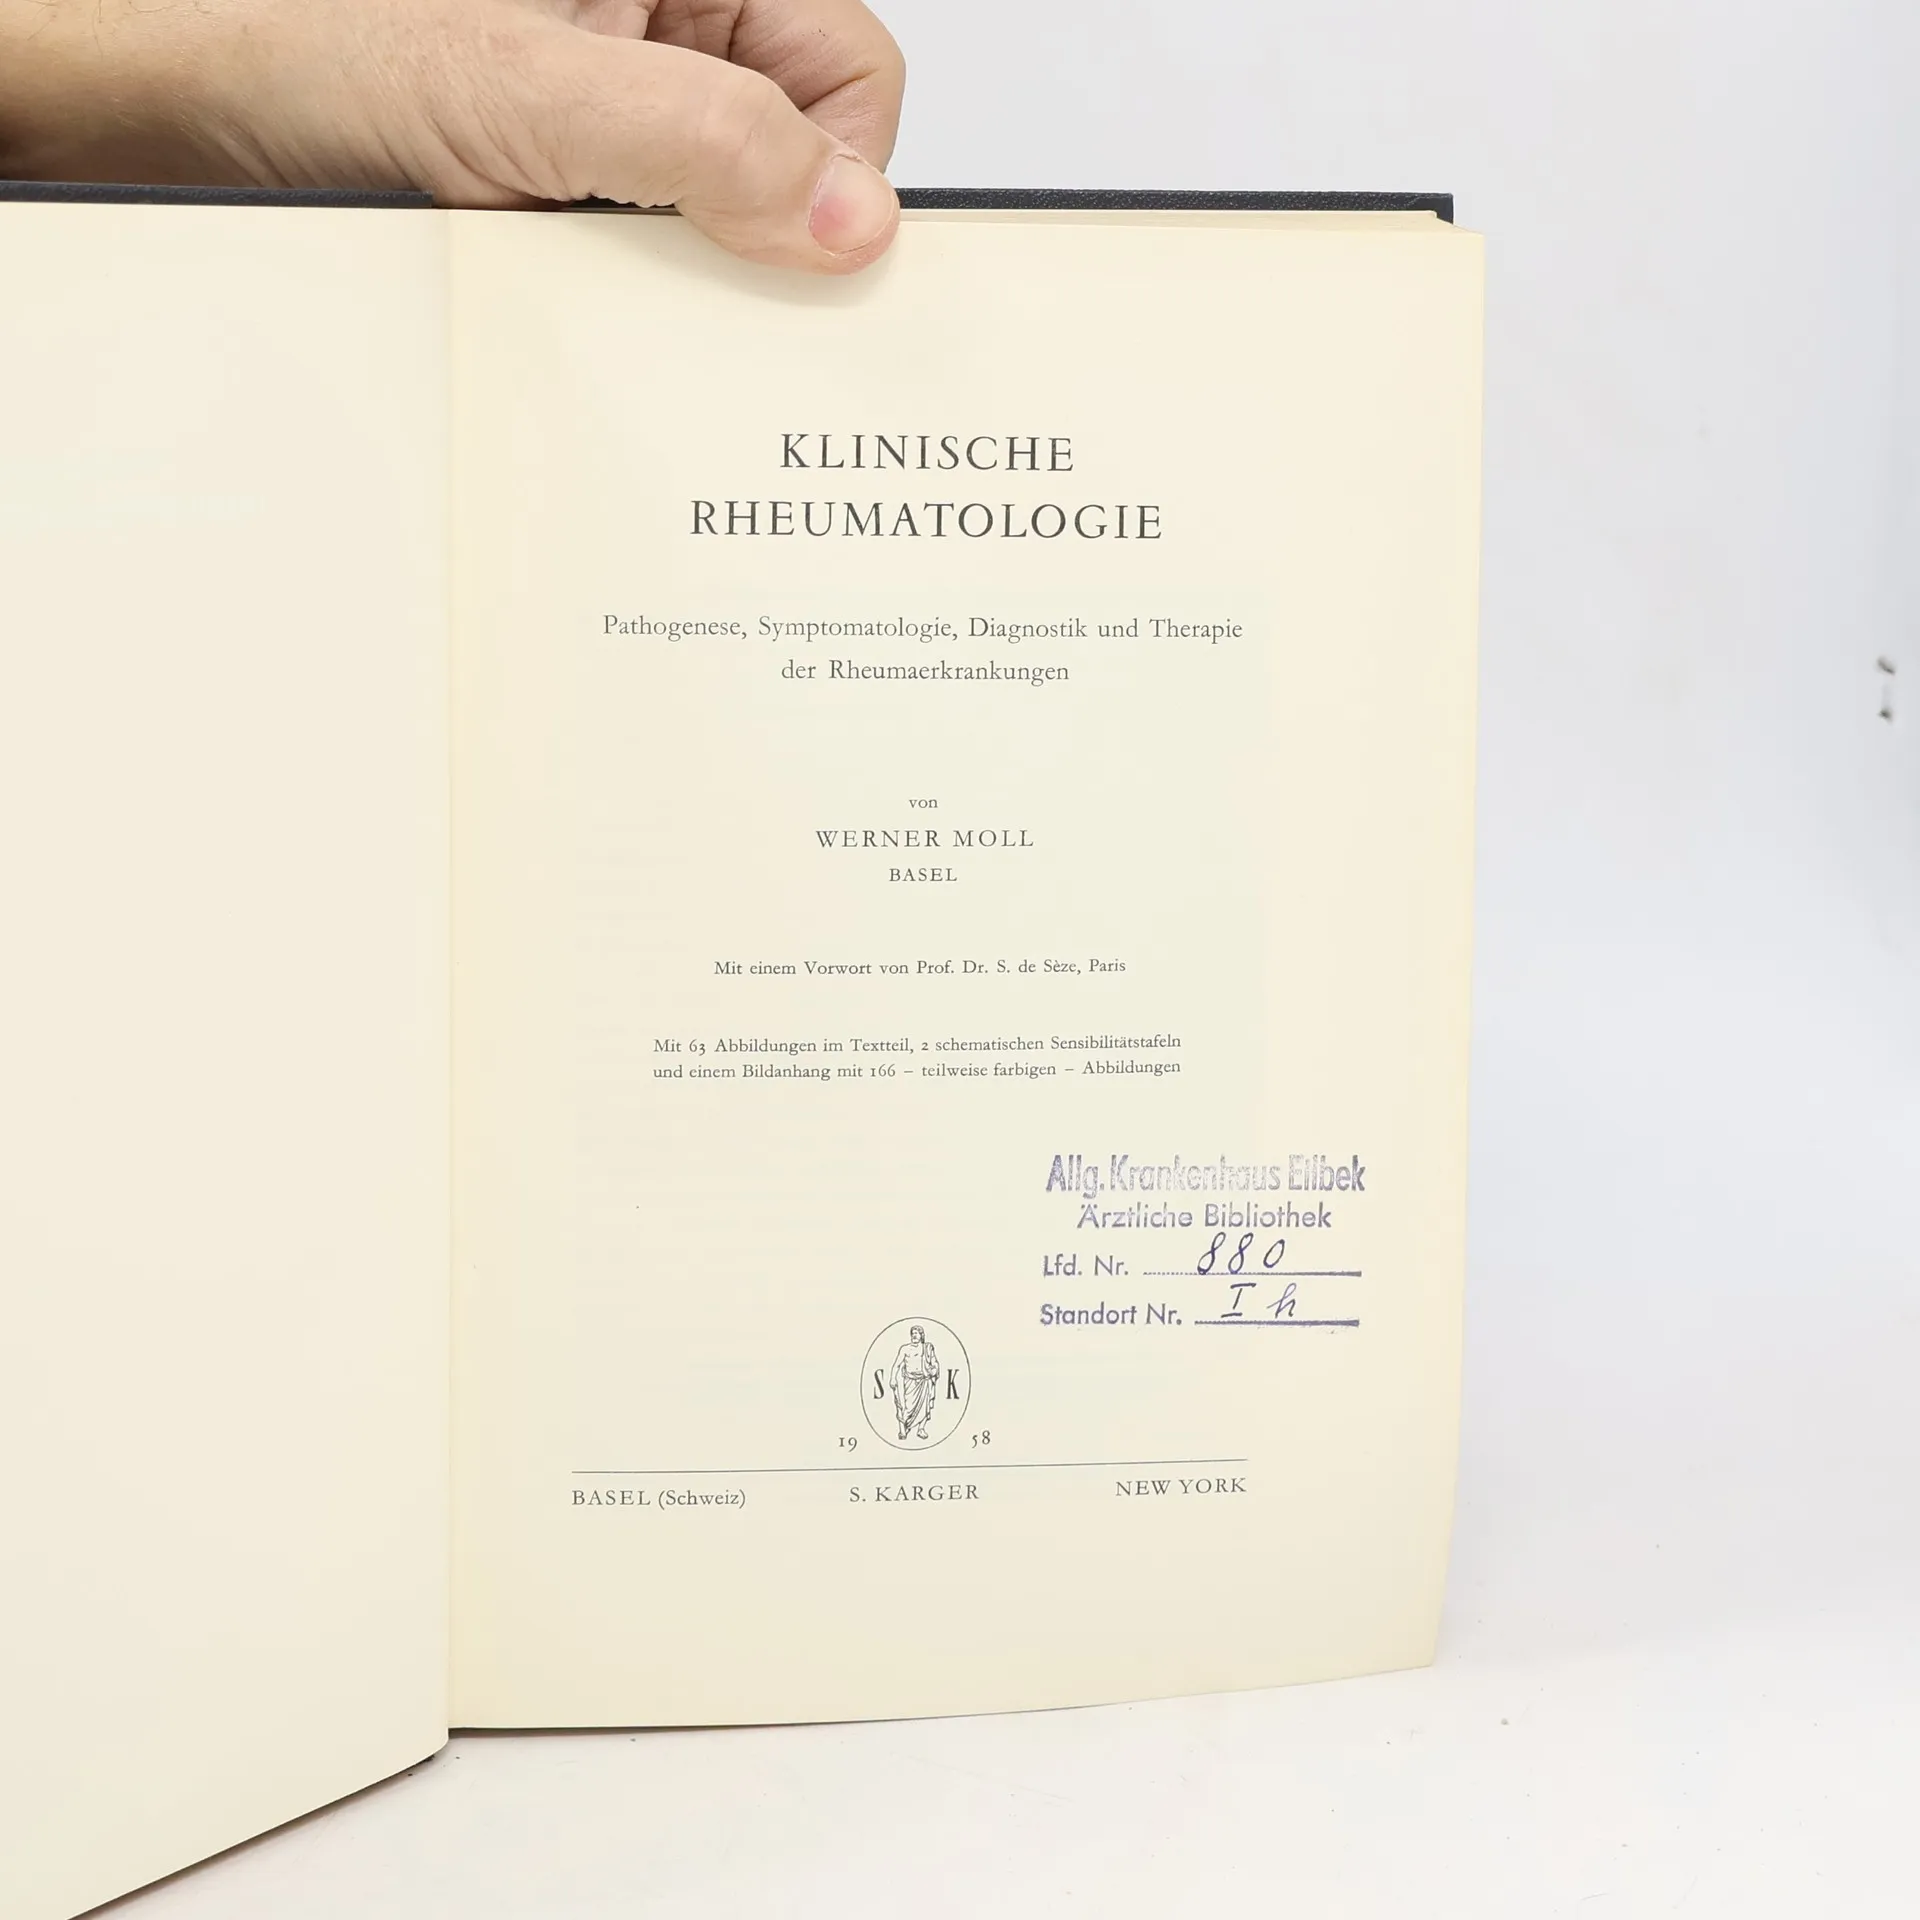 KLINISCHE
RHEUMATOLOGIE
Pathogenese, Symptomatologie, Diagnostik und Therapie
der Rheumaerkrankungen
von
WERNER MOLL
BASEL
Mit einem Vorwort von Prof. Dr. S. de Sèze, Paris
Mit 63 Abbildungen im Textteil, 2 schematischen Sensibilitätstafeln
und einem Bildanhang mit 166 – teilweise farbigen – Abbildungen
Allg. Krankenhaus Eilbek
Ärztliche Bibliothek
Lfd. Nr. 880
Standort Nr. I h
S K
19 58
BASEL (Schweiz) S. KARGER NEW YORK